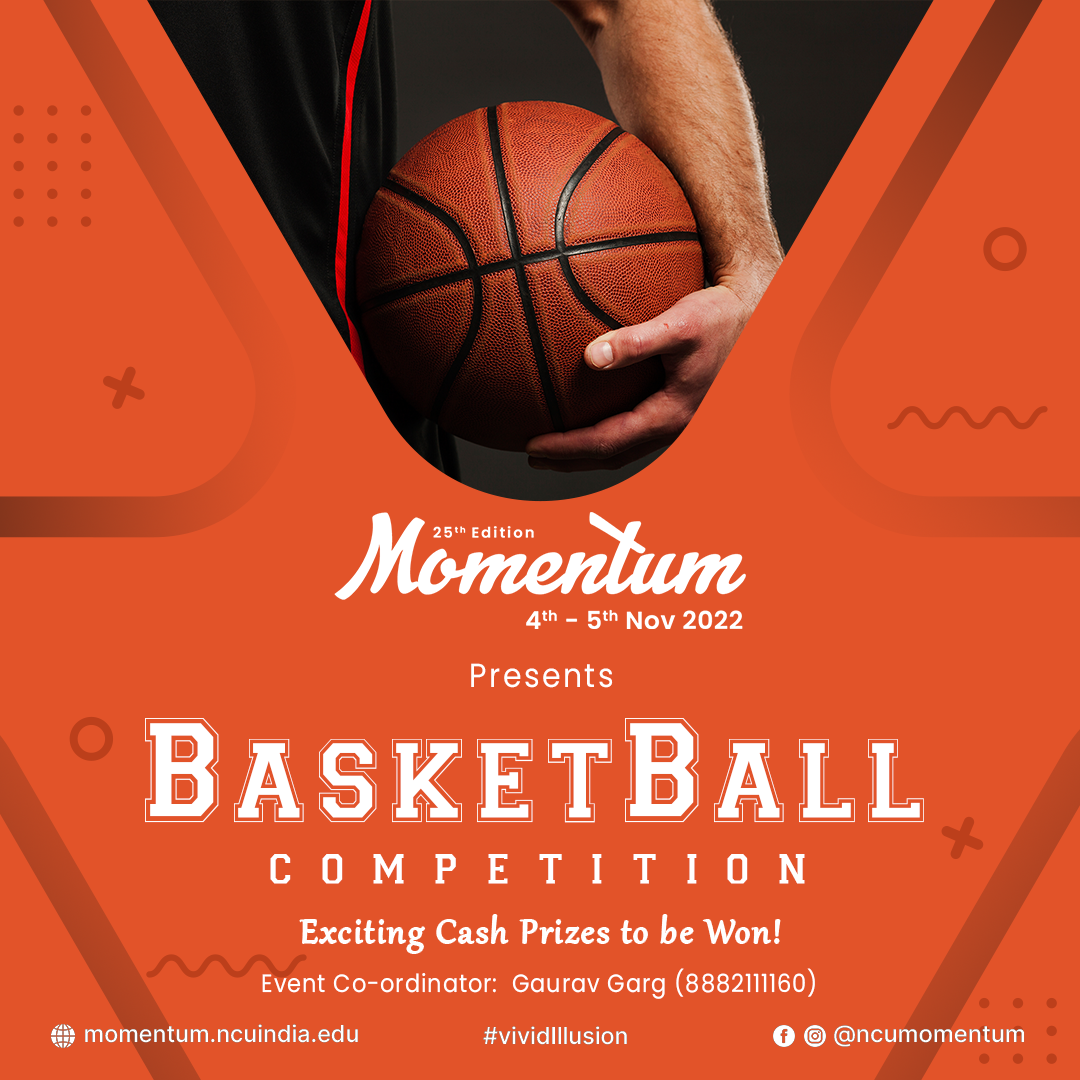 25th Edition
Momentum
4th - 5th Nov 2022
Presents
BASKETBALL
COMPETITION
Exciting Cash Prizes to be Won!
Event Co-ordinator: Gaurav Garg (8882111160)
momentum.ncuindia.edu #vividIllusion @ncumomentum